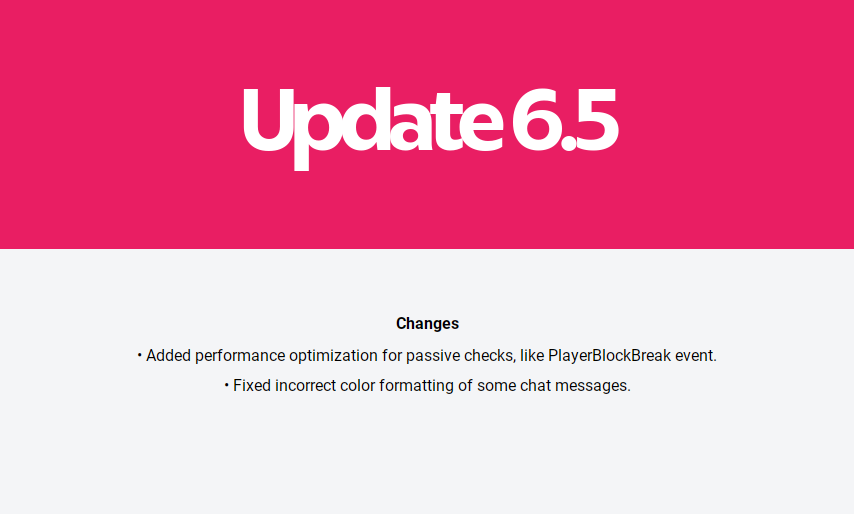 Update 6.5
Changes
• Added performance optimization for passive checks, like PlayerBlockBreak event.
• Fixed incorrect color formatting of some chat messages.